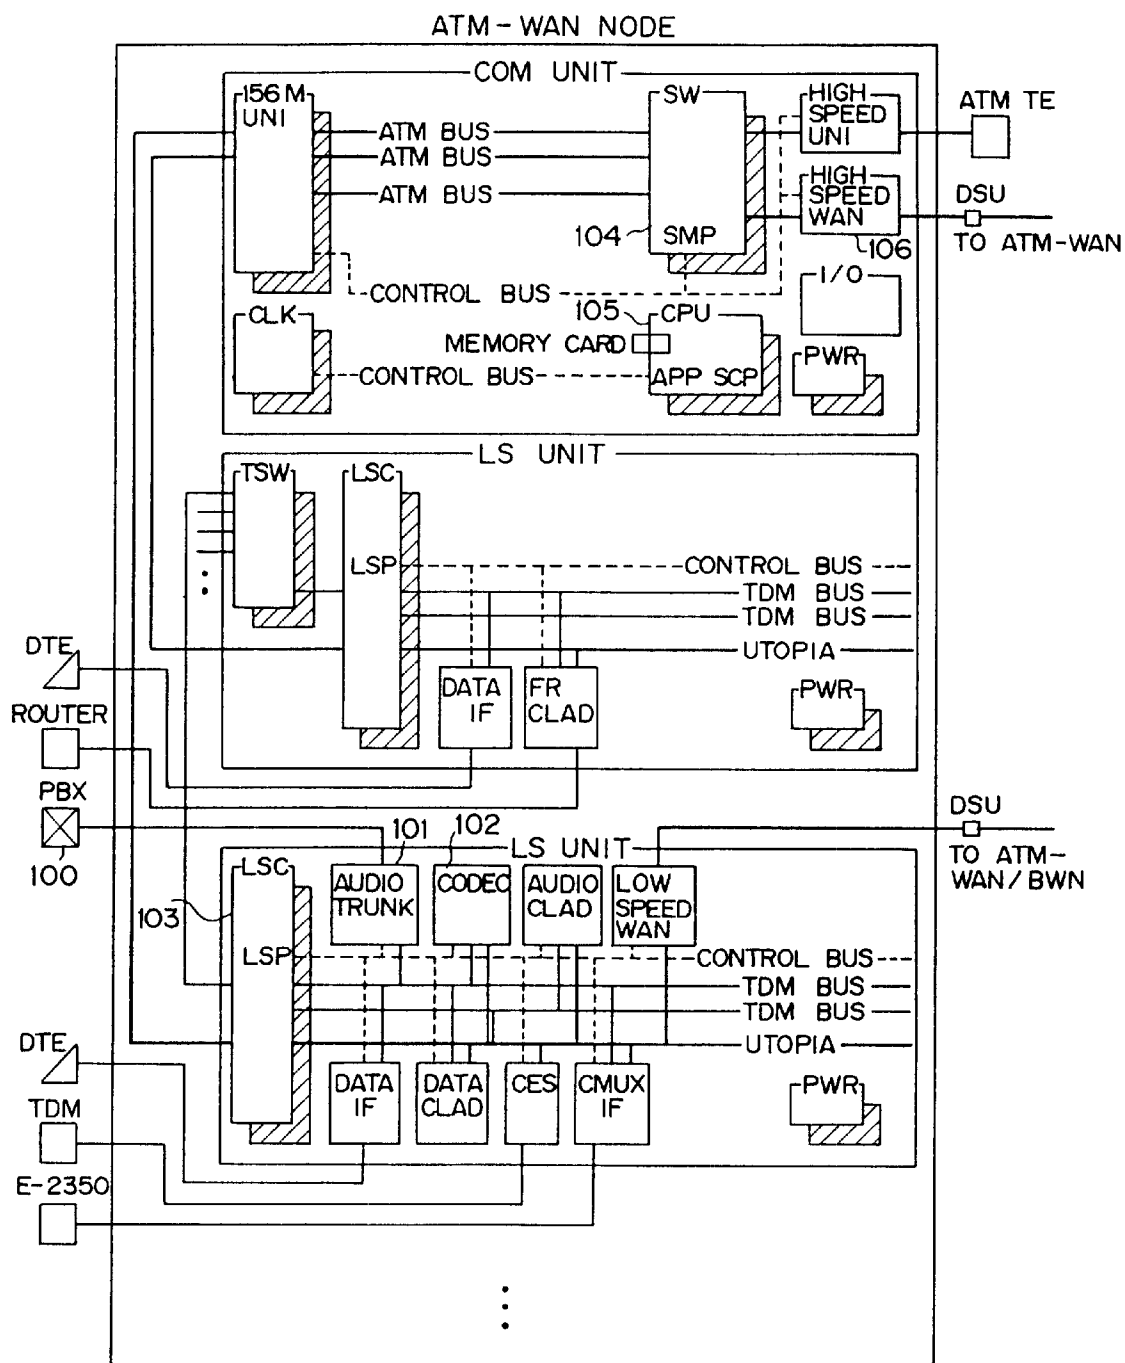 ATM-WAN NODE
COM UNIT
156M
UNI
ATM BUS
ATM BUS
ATM BUS
SW
104
SMP
HIGH
SPEED
UNI
ATM TE
HIGH
SPEED
WAN
106
DSU
TO ATM-WAN
I/O
CONTROL BUS
CLK
105
CPU
MEMORY CARD
CONTROL BUS
APP SCP
PWR
LS UNIT
TSW
LSC
LSP
CONTROL BUS
TDM BUS
TDM BUS
UTOPIA
DTE
DATA
IF
FR
CLAD
PWR
ROUTER
PBX
100
101
102
LS UNIT
DSU
TO ATM-
WAN/BWN
LSC
103
AUDIO
TRUNK
CODEC
AUDIO
CLAD
LOW
SPEED
WAN
LSP
CONTROL BUS
TDM BUS
TDM BUS
UTOPIA
DTE
DATA
IF
DATA
CLAD
CES
CMUX
IF
PWR
TDM
E-2350